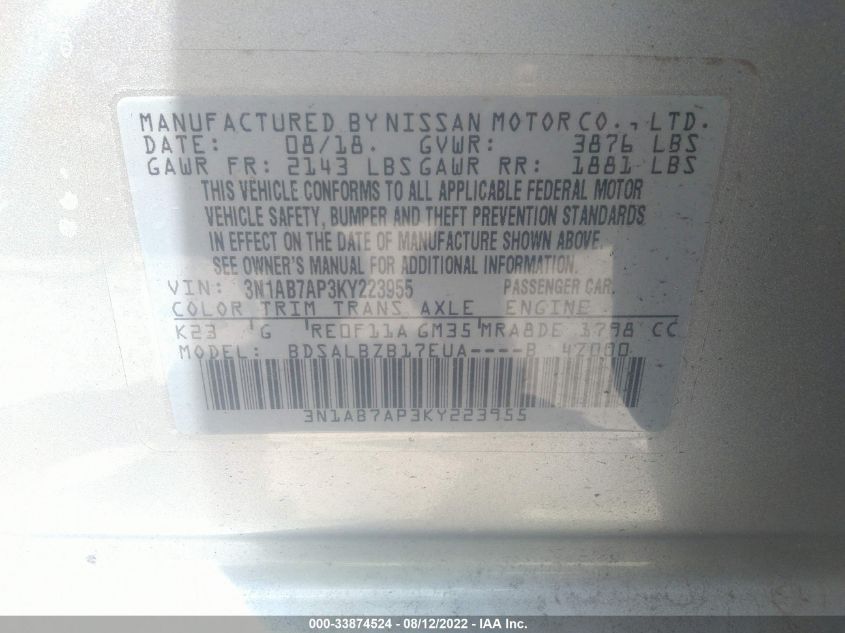 MANUFACTURED BY NISSAN MOTOR CO., LTD.
DATE: 08/18. GVWR: 3876 LBS
GAWR FR: 2143 LBS GAWR RR: 1881 LBS
THIS VEHICLE CONFORMS TO ALL APPLICABLE FEDERAL MOTOR
VEHICLE SAFETY, BUMPER AND THEFT PREVENTION STANDARDS
IN EFFECT ON THE DATE OF MANUFACTURE SHOWN ABOVE.
SEE OWNER'S MANUAL FOR ADDITIONAL INFORMATION.
VIN: 3N1AB7AP3KY223955 PASSENGER CAR
COLOR TRIM TRANS AXLE ENGINE
K23 G RE0F11A GM35 MRA8DE 1798 CC
MODEL: BDSALBZB17EUA----B 47000
3N1AB7AP3KY223955
000-33874524 - 08/12/2022 - IAA Inc.